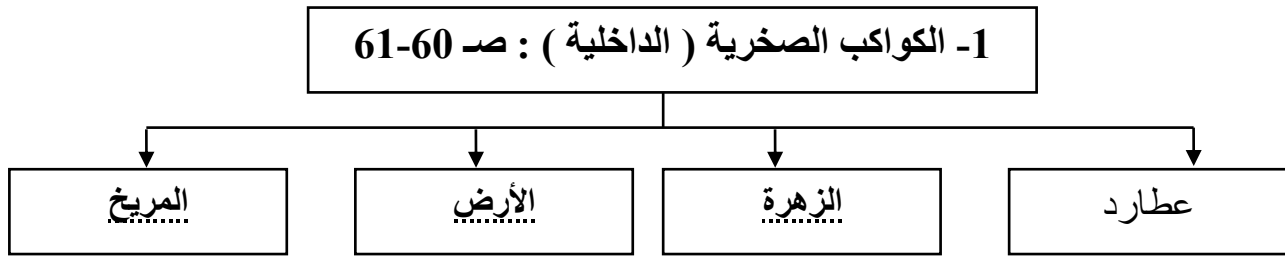 1- الكواكب الصخرية ( الداخلية ) : صـ 60-61
عطارد
الزهرة
الأرض
المريخ